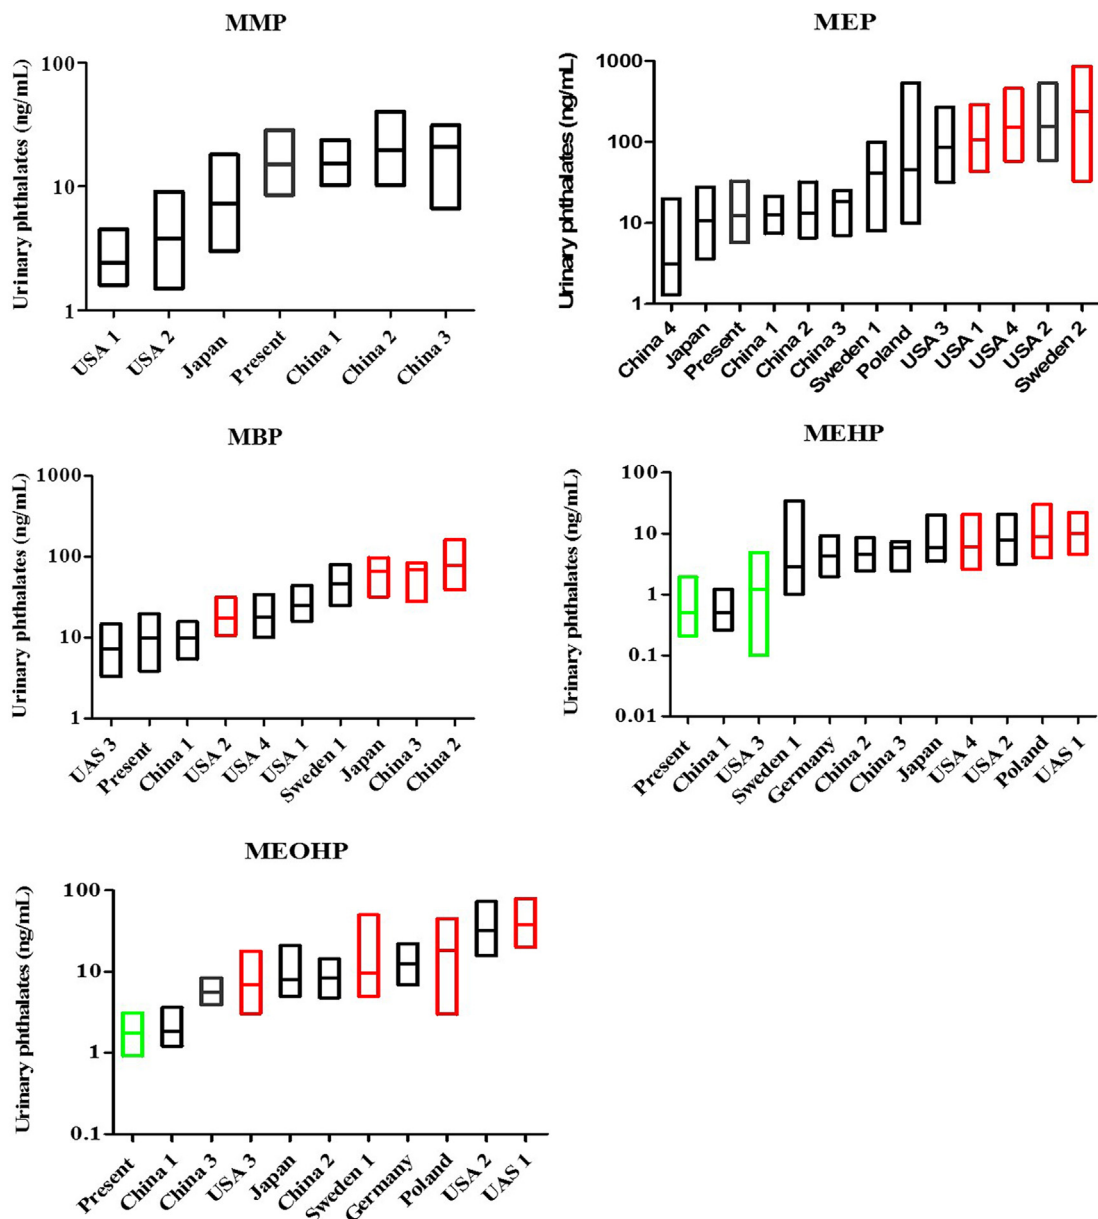 MMP
Urinary phthalates (ng/mL)
100
10
1
USA 1
USA 2
Japan
Present
China 1
China 2
China 3
MEP
Urinary phthalates (ng/mL)
1000
100
10
1
China 4
Japan
Present
China 1
China 2
China 3
Sweden 1
Poland
USA 3
USA 1
USA 4
USA 2
Sweden 2
MBP
Urinary phthalates (ng/mL)
1000
100
10
1
UAS 3
Present
China 1
USA 2
USA 4
USA 1
Sweden 1
Japan
China 3
China 2
MEHP
Urinary phthalates (ng/mL)
100
10
1
0.1
0.01
Present
China 1
USA 3
Sweden 1
Germany
China 2
China 3
Japan
USA 4
USA 2
Poland
UAS 1
MEOHP
Urinary phthalates (ng/mL)
100
10
1
0.1
Present
China 1
China 3
USA 3
Japan
China 2
Sweden 1
Germany
Poland
USA 2
UAS 1